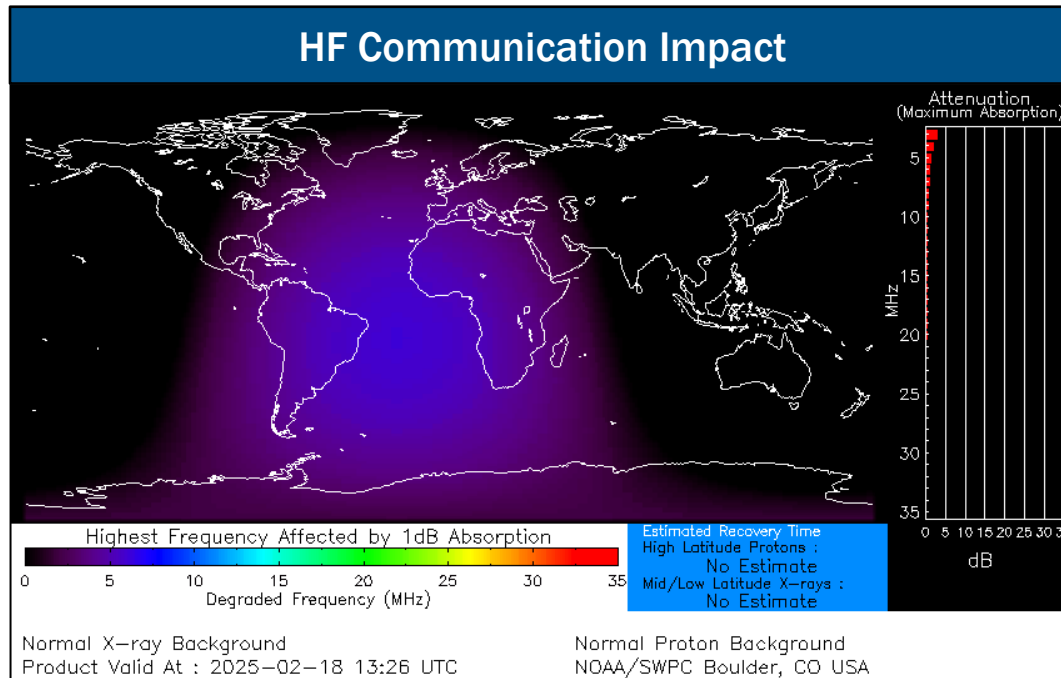 HF Communication Impact
Attenuation
(Maximum Absorption)
5
10
15
MHz
20
25
30
35
0 5 10 15 20 25 30 3
dB
Highest Frequency Affected by 1dB Absorption
0 5 10 15 20 25 30 35
Degraded Frequency (MHz)
Estimated Recovery Time
High Latitude Protons :
No Estimate
Mid/Low Latitude X-rays :
No Estimate
Normal X-ray Background
Product Valid At : 2025-02-18 13:26 UTC
Normal Proton Background
NOAA/SWPC Boulder, CO USA